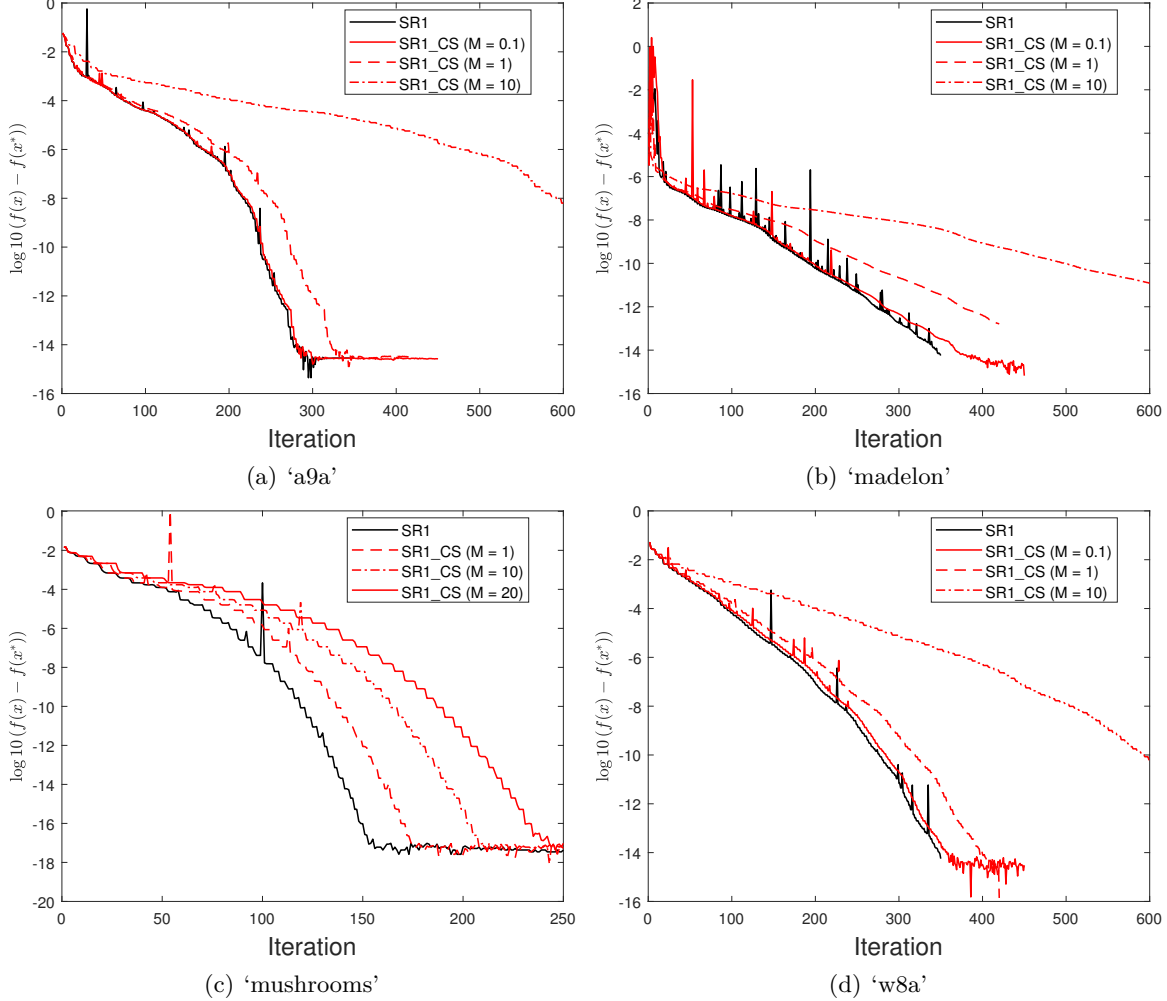 0
-2
-4
-6
-8
-10
-12
-14
-16
0
100
200
300
400
500
600
log10(f(x) − f(x*))
Iteration
SR1
SR1_CS (M = 0.1)
SR1_CS (M = 1)
SR1_CS (M = 10)
(a) ‘a9a’
2
0
-2
-4
-6
-8
-10
-12
-14
-16
0
100
200
300
400
500
600
log10(f(x) − f(x*))
Iteration
SR1
SR1_CS (M = 0.1)
SR1_CS (M = 1)
SR1_CS (M = 10)
(b) ‘madelon’
0
-2
-4
-6
-8
-10
-12
-14
-16
-18
-20
0
50
100
150
200
250
log10(f(x) − f(x*))
Iteration
SR1
SR1_CS (M = 1)
SR1_CS (M = 10)
SR1_CS (M = 20)
(c) ‘mushrooms’
0
-2
-4
-6
-8
-10
-12
-14
-16
0
100
200
300
400
500
600
log10(f(x) − f(x*))
Iteration
SR1
SR1_CS (M = 0.1)
SR1_CS (M = 1)
SR1_CS (M = 10)
(d) ‘w8a’